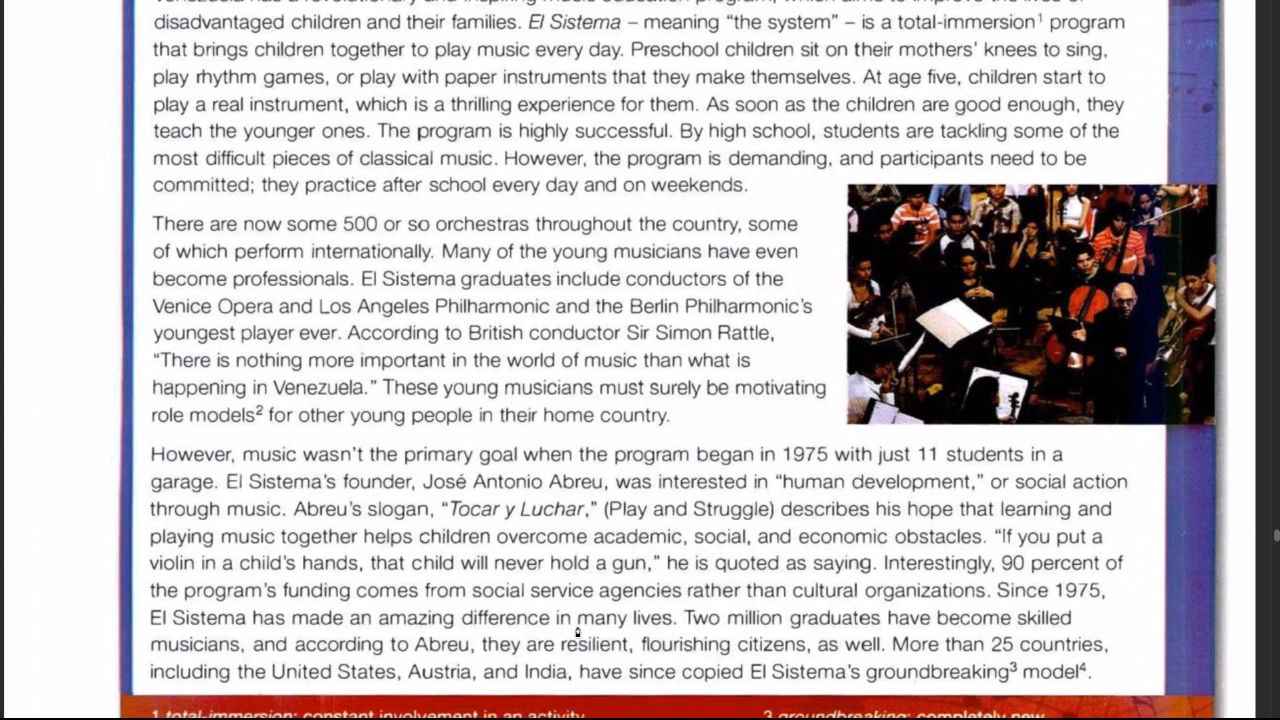 disadvantaged children and their families. El Sistema – meaning “the system” – is a total-immersion¹ program
that brings children together to play music every day. Preschool children sit on their mothers’ knees to sing,
play rhythm games, or play with paper instruments that they make themselves. At age five, children start to
play a real instrument, which is a thrilling experience for them. As soon as the children are good enough, they
teach the younger ones. The program is highly successful. By high school, students are tackling some of the
most difficult pieces of classical music. However, the program is demanding, and participants need to be
committed; they practice after school every day and on weekends.
There are now some 500 or so orchestras throughout the country, some
of which perform internationally. Many of the young musicians have even
become professionals. El Sistema graduates include conductors of the
Venice Opera and Los Angeles Philharmonic and the Berlin Philharmonic’s
youngest player ever. According to British conductor Sir Simon Rattle,
“There is nothing more important in the world of music than what is
happening in Venezuela.” These young musicians must surely be motivating
role models² for other young people in their home country.
However, music wasn’t the primary goal when the program began in 1975 with just 11 students in a
garage. El Sistema’s founder, José Antonio Abreu, was interested in “human development,” or social action
through music. Abreu’s slogan, “Tocar y Luchar,” (Play and Struggle) describes his hope that learning and
playing music together helps children overcome academic, social, and economic obstacles. “If you put a
violin in a child’s hands, that child will never hold a gun,” he is quoted as saying. Interestingly, 90 percent of
the program’s funding comes from social service agencies rather than cultural organizations. Since 1975,
El Sistema has made an amazing difference in many lives. Two million graduates have become skilled
musicians, and according to Abreu, they are resilient, flourishing citizens, as well. More than 25 countries,
including the United States, Austria, and India, have since copied El Sistema’s groundbreaking³ model⁴.
1 total-immersion: constant involvement in an activity
3 groundbreaking: completely new